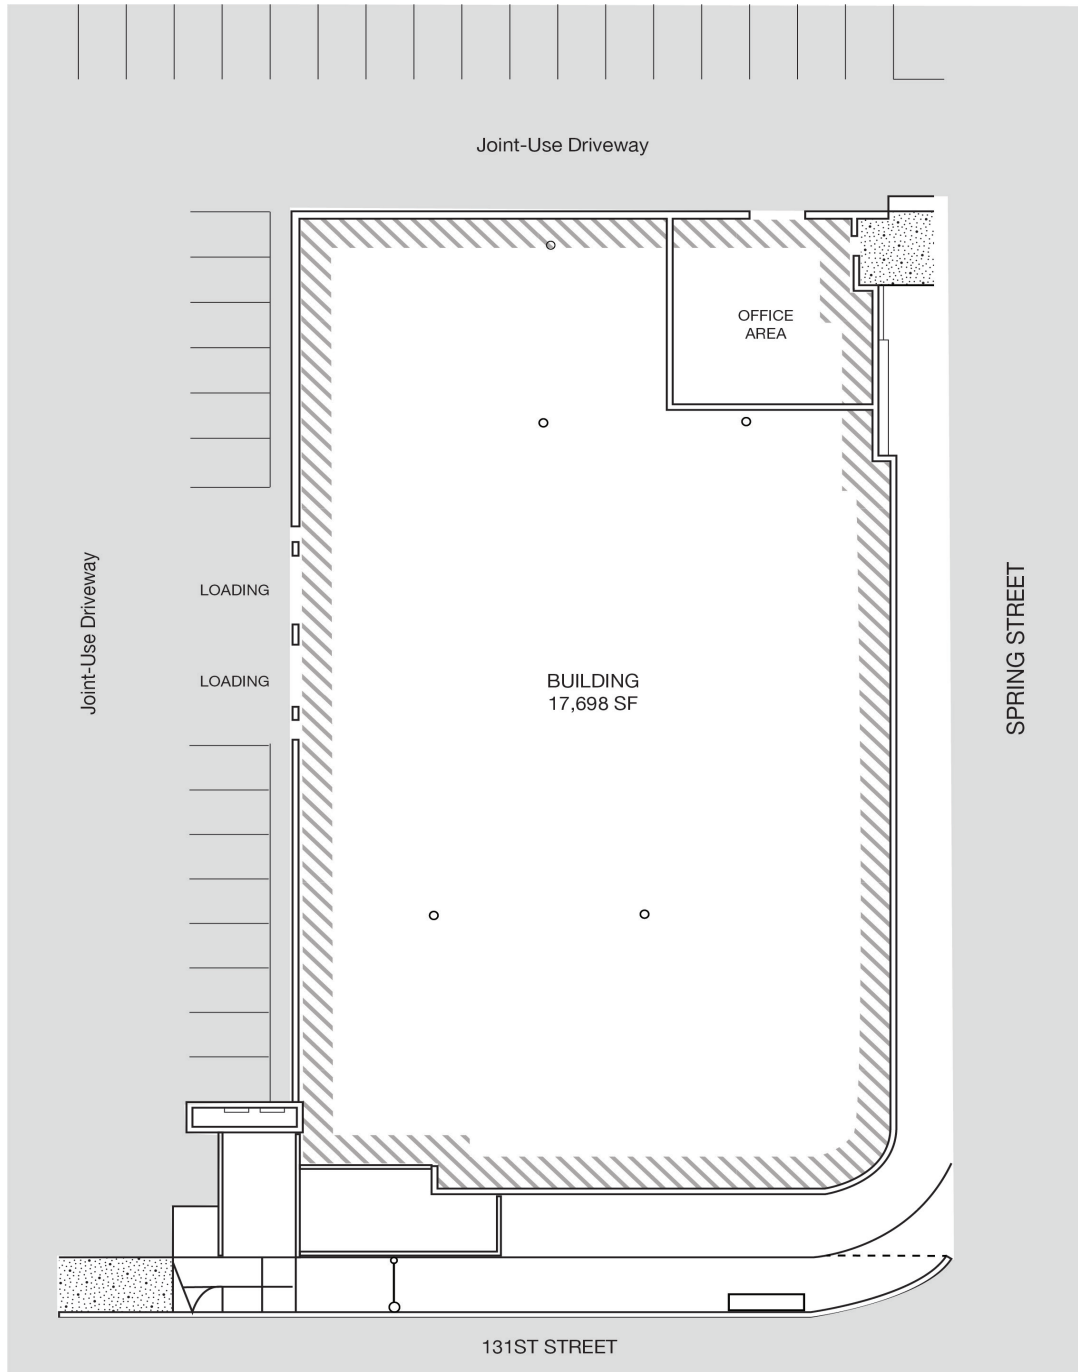 Joint-Use Driveway
OFFICE
AREA
Joint-Use Driveway
LOADING
LOADING
BUILDING
17,698 SF
SPRING STREET
131ST STREET